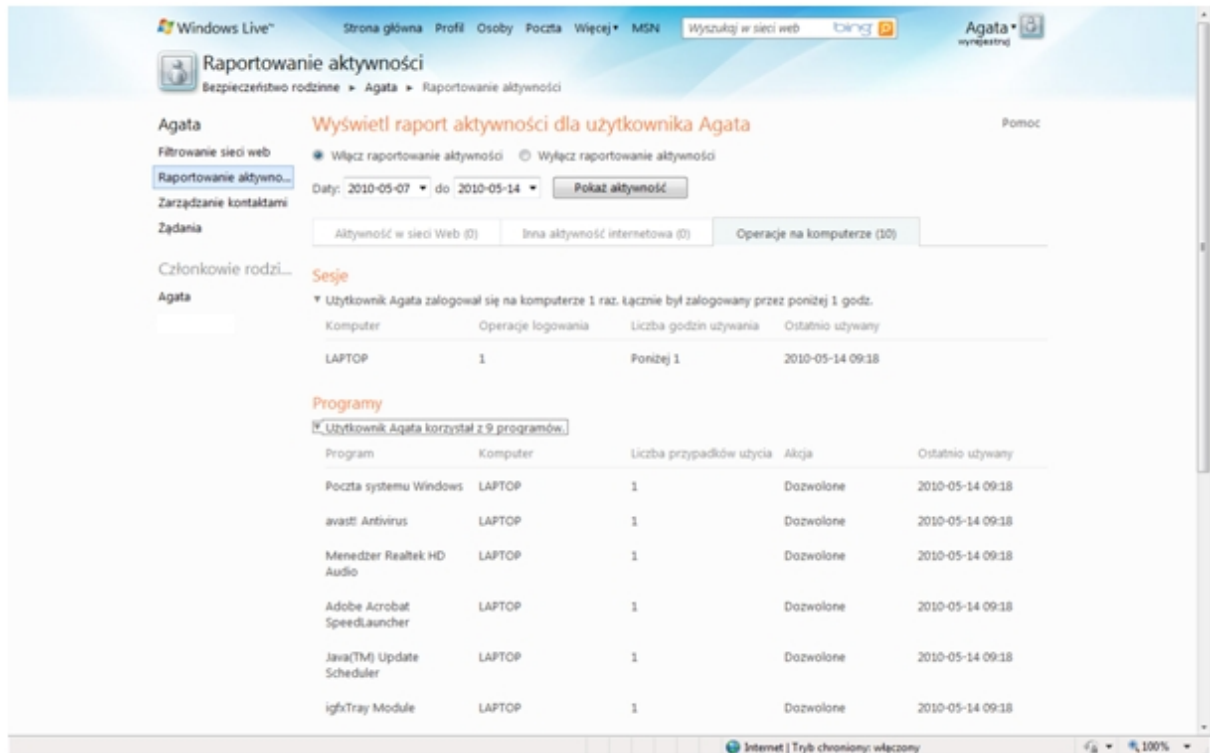 Windows Live™ Strona główna Profil Osoby Poczta Więcej MSN Wyszukaj w sieci web bing Agata
wyrejestruj
Raportowanie aktywności
Bezpieczeństwo rodzinne ► Agata ► Raportowanie aktywności
Agata
Filtrowanie sieci web
Raportowanie aktywno...
Zarządzanie kontaktami
Żądania
Członkowie rodzi...
Agata
Wyświetl raport aktywności dla użytkownika Agata Pomoc
Włącz raportowanie aktywności Wyłącz raportowanie aktywności
Daty: 2010-05-07 do 2010-05-14 Pokaż aktywność
Aktywność w sieci Web (0) Inna aktywność internetowa (0) Operacje na komputerze (10)
Sesje
Użytkownik Agata zalogował się na komputerze 1 raz. Łącznie był zalogowany przez poniżej 1 godz.
Komputer Operacje logowania Liczba godzin używania Ostatnio używany
LAPTOP 1 Poniżej 1 2010-05-14 09:18
Programy
Użytkownik Agata korzystał z 9 programów.
Program Komputer Liczba przypadków użycia Akcja Ostatnio używany
Poczta systemu Windows LAPTOP 1 Dozwolone 2010-05-14 09:18
avast! Antivirus LAPTOP 1 Dozwolone 2010-05-14 09:18
Menedżer Realtek HD LAPTOP 1 Dozwolone 2010-05-14 09:18
Audio
Adobe Acrobat LAPTOP 1 Dozwolone 2010-05-14 09:18
SpeedLauncher
Java(TM) Update LAPTOP 1 Dozwolone 2010-05-14 09:18
Scheduler
igfxTray Module LAPTOP 1 Dozwolone 2010-05-14 09:18
Internet | Tryb chroniony: włączony 100%